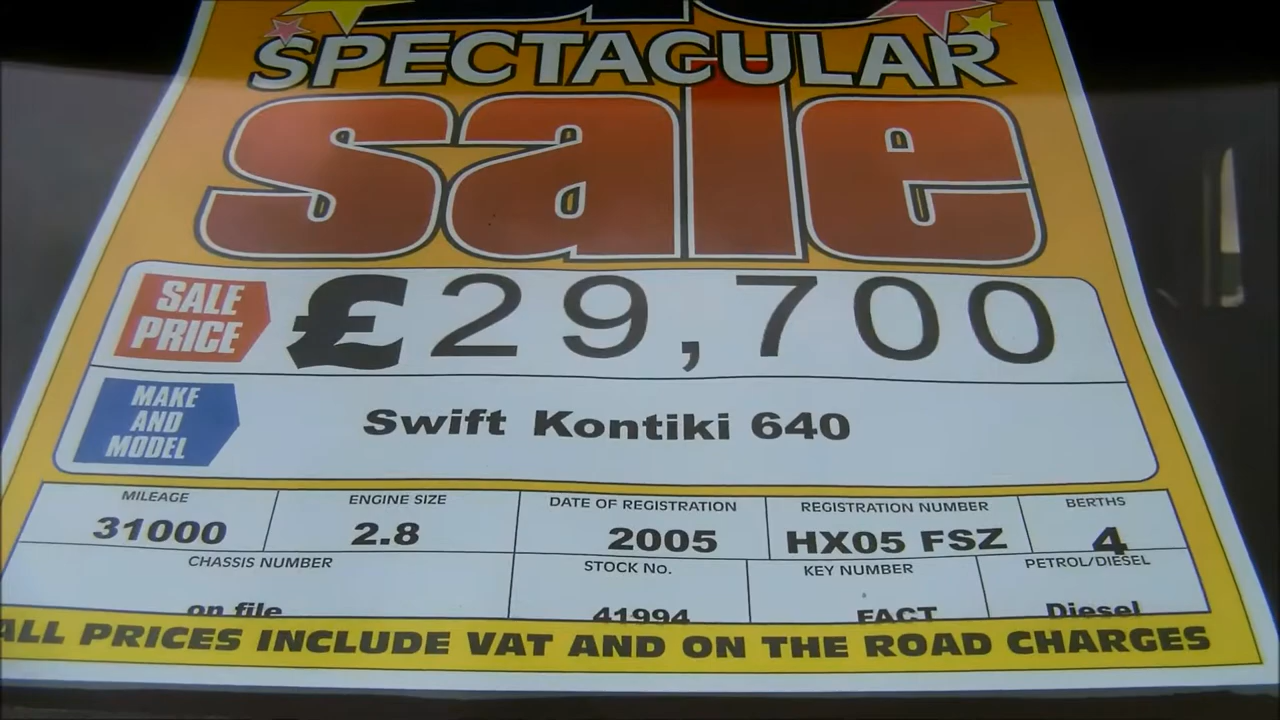 SPECTACULAR
sale
SALE PRICE £29,700
MAKE AND MODEL Swift Kontiki 640
MILEAGE ENGINE SIZE DATE OF REGISTRATION REGISTRATION NUMBER BERTHS
31000 2.8 2005 HX05 FSZ 4
CHASSIS NUMBER STOCK No. KEY NUMBER PETROL/DIESEL
on file 41994 FACT Diesel
ALL PRICES INCLUDE VAT AND ON THE ROAD CHARGES